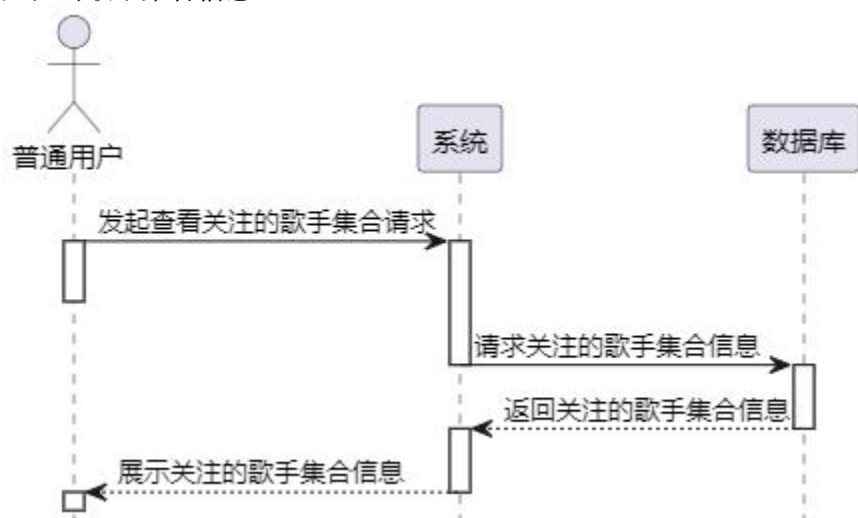 普通用户
系统
数据库
发起查看关注的歌手集合请求
请求关注的歌手集合信息
返回关注的歌手集合信息
展示关注的歌手集合信息